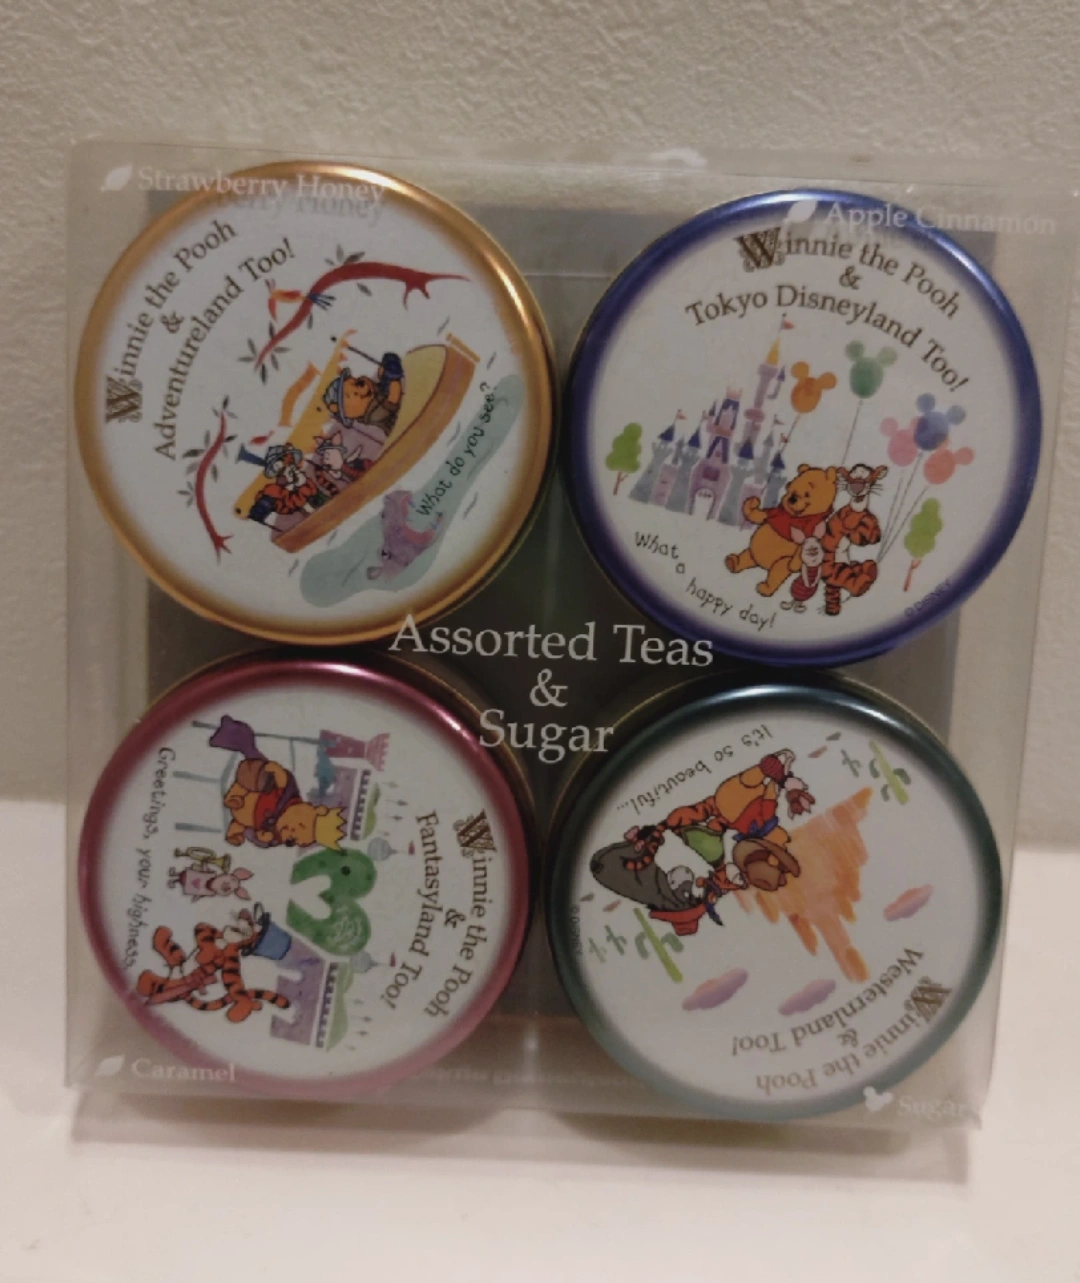 Strawberry Honey
Winnie the Pooh
&
Adventureland Too!
What do you see?
Apple Cinnamon
Winnie the Pooh
&
Tokyo Disneyland Too!
What a happy day!
©DISNEY
Assorted Teas
&
Sugar
Winnie the Pooh
&
Fantasyland Too!
Greetings, your highness.
Caramel
It's so beautiful...
©DISNEY
Winnie the Pooh
&
Westernland Too!
Sugar